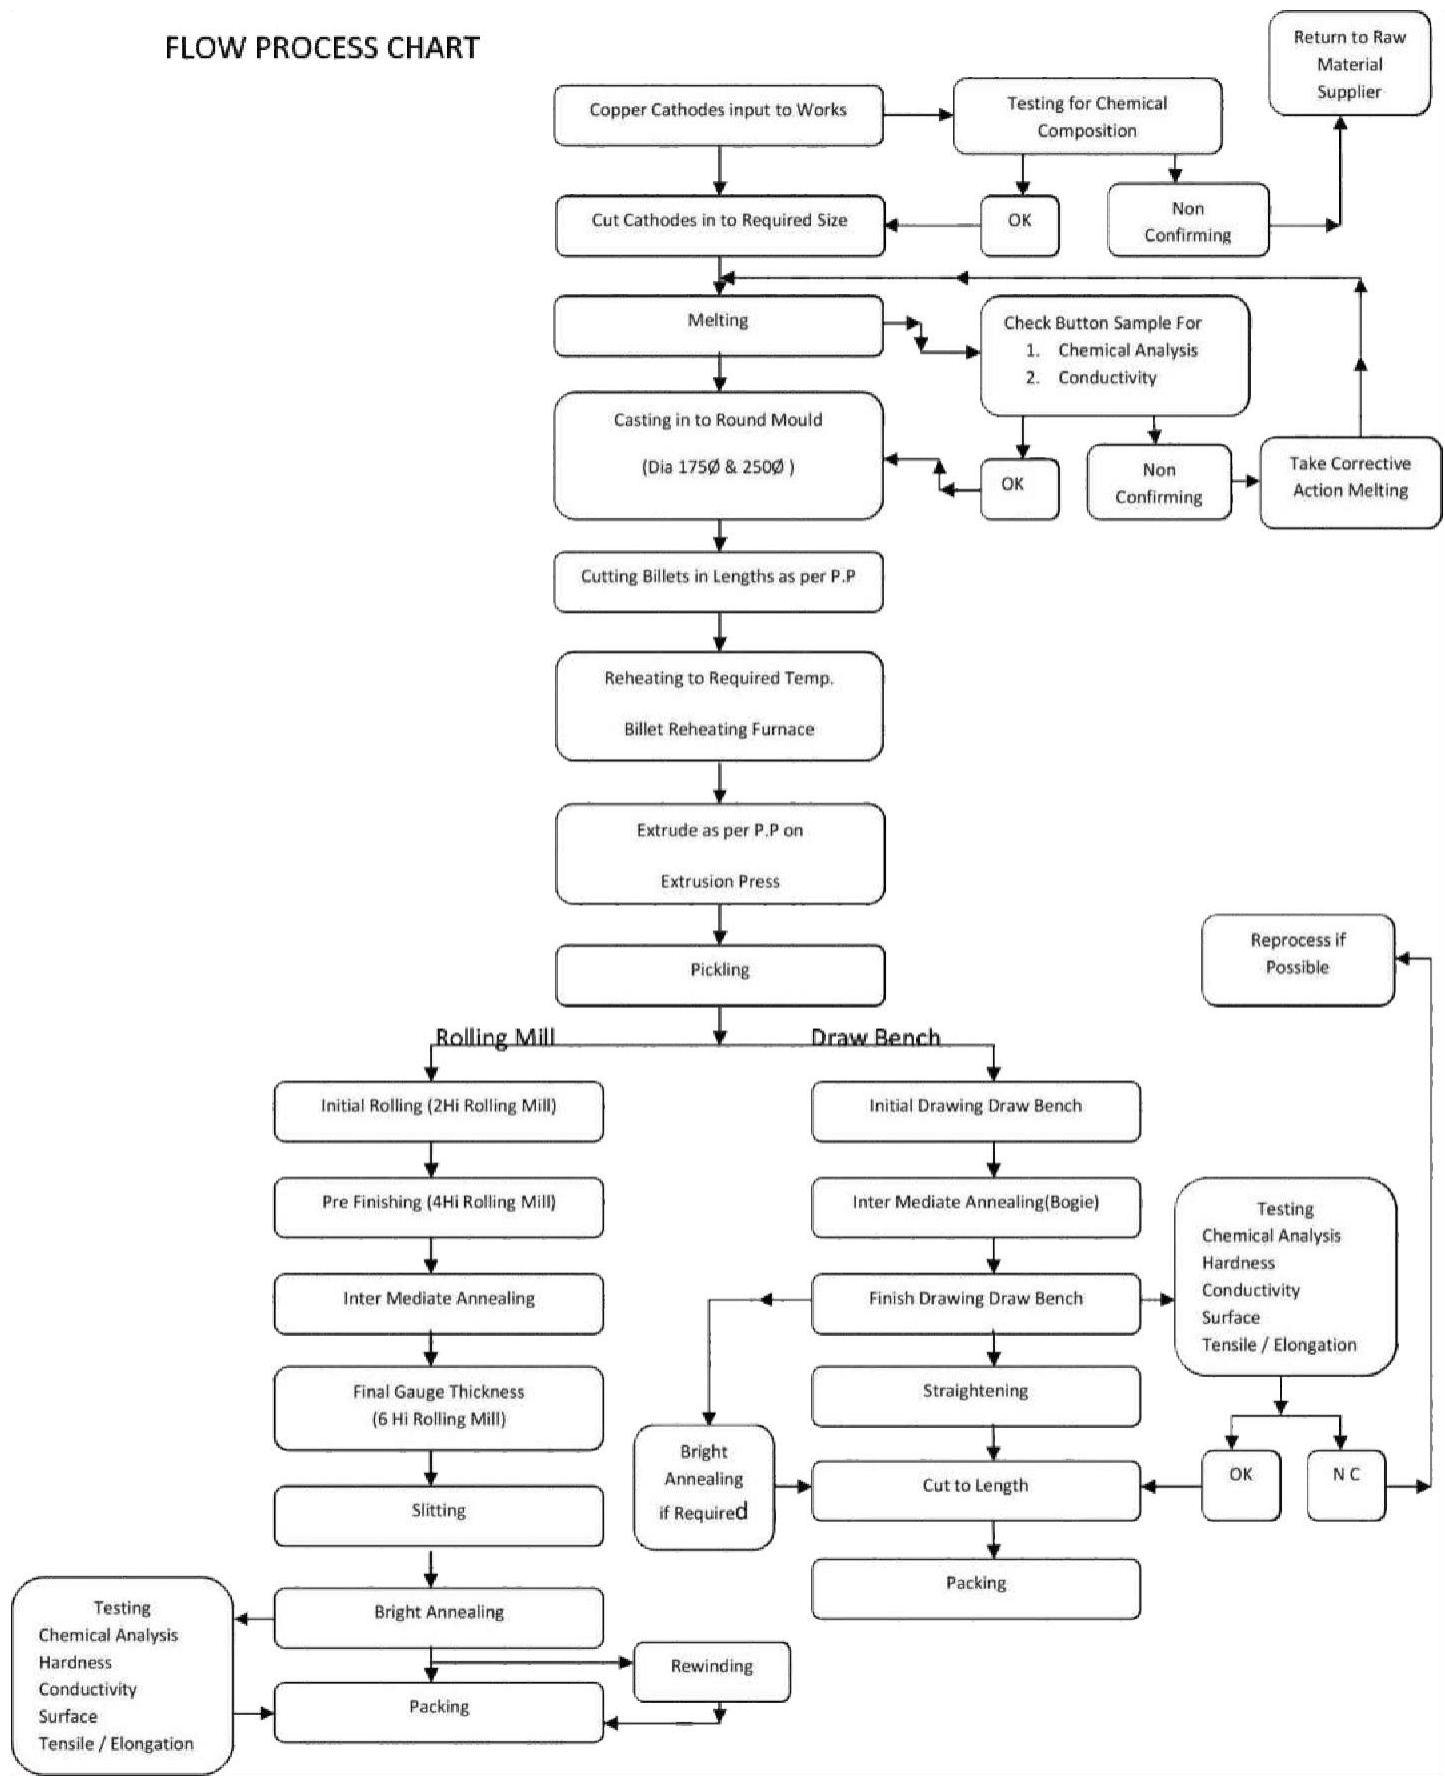 FLOW PROCESS CHART
Return to Raw
Material
Supplier
Copper Cathodes input to Works
Testing for Chemical
Composition
Cut Cathodes in to Required Size
OK
Non
Confirming
Melting
Check Button Sample For
1. Chemical Analysis
2. Conductivity
Casting in to Round Mould
(Dia 175Ø & 250Ø )
OK
Non
Confirming
Take Corrective
Action Melting
Cutting Billets in Lengths as per P.P
Reheating to Required Temp.
Billet Reheating Furnace
Extrude as per P.P on
Extrusion Press
Pickling
Reprocess if
Possible
Rolling Mill
Draw Bench
Initial Rolling (2Hi Rolling Mill)
Pre Finishing (4Hi Rolling Mill)
Inter Mediate Annealing
Final Gauge Thickness
(6 Hi Rolling Mill)
Slitting
Bright Annealing
Testing
Chemical Analysis
Hardness
Conductivity
Surface
Tensile / Elongation
Rewinding
Packing
Initial Drawing Draw Bench
Inter Mediate Annealing(Bogie)
Finish Drawing Draw Bench
Testing
Chemical Analysis
Hardness
Conductivity
Surface
Tensile / Elongation
Straightening
Bright
Annealing
if Required
Cut to Length
OK
N C
Packing